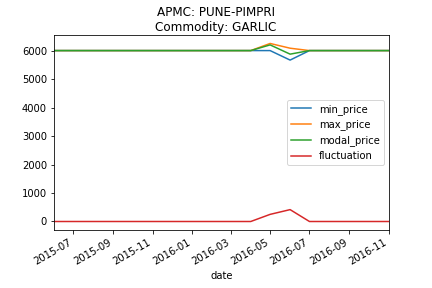 APMC: PUNE-PIMPRI
Commodity: GARLIC
6000
5000
4000
3000
2000
1000
0
min_price
max_price
modal_price
fluctuation
2015-07
2015-09
2015-11
2016-01
2016-03
2016-05
2016-07
2016-09
2016-11
date